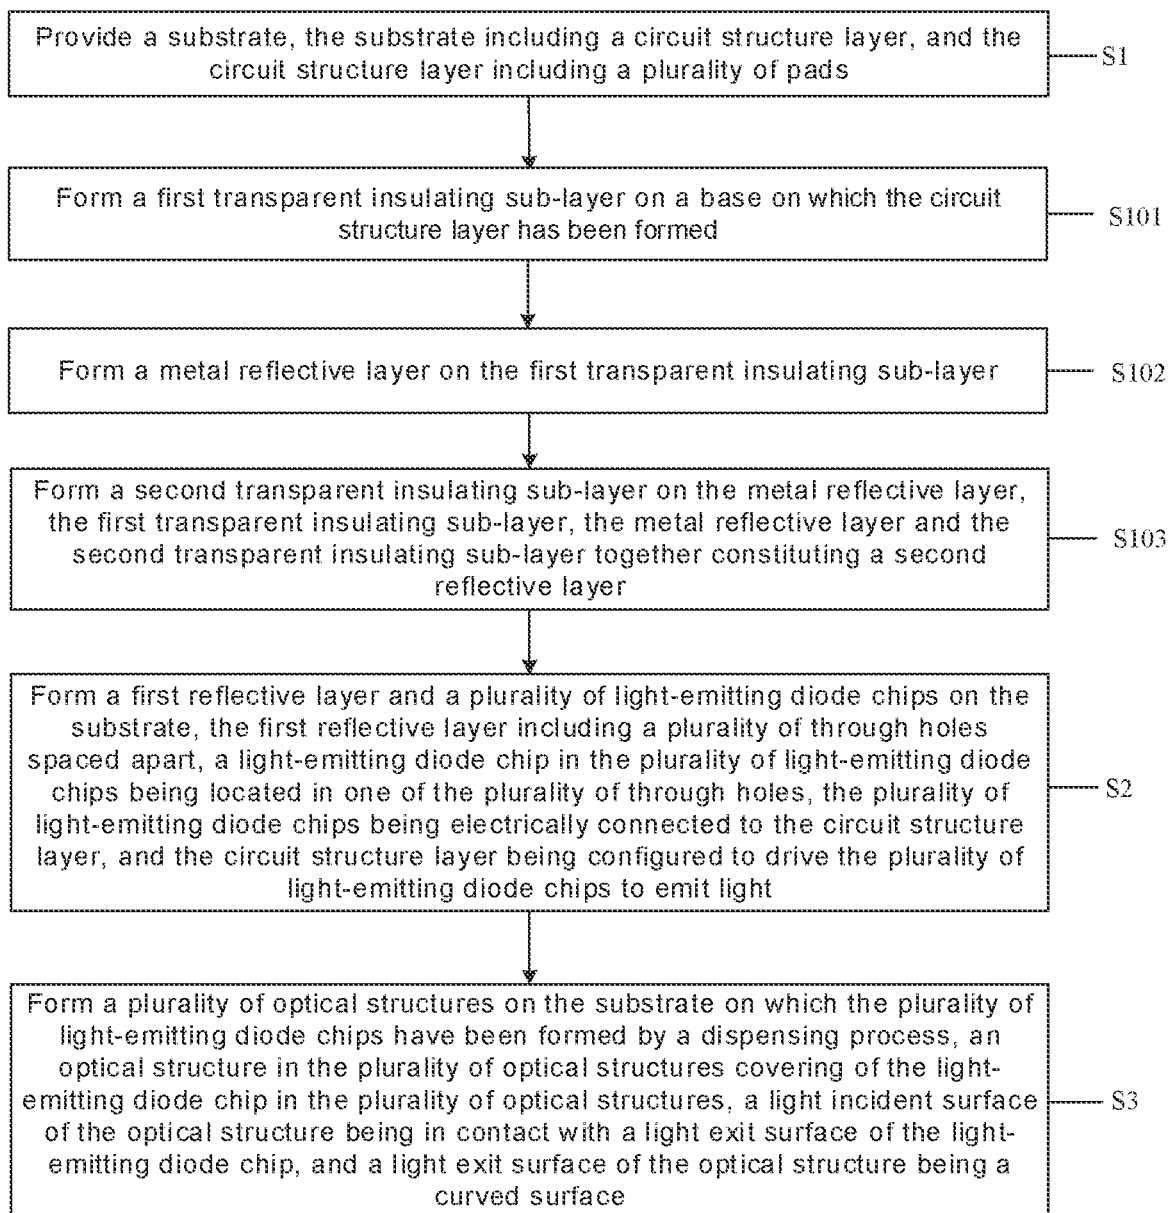 Provide a substrate, the substrate including a circuit structure layer, and the
circuit structure layer including a plurality of pads
S1
Form a first transparent insulating sub-layer on a base on which the circuit
structure layer has been formed
S101
Form a metal reflective layer on the first transparent insulating sub-layer
S102
Form a second transparent insulating sub-layer on the metal reflective layer,
the first transparent insulating sub-layer, the metal reflective layer and the
second transparent insulating sub-layer together constituting a second
reflective layer
S103
Form a first reflective layer and a plurality of light-emitting diode chips on the
substrate, the first reflective layer including a plurality of through holes
spaced apart, a light-emitting diode chip in the plurality of light-emitting diode
chips being located in one of the plurality of through holes, the plurality of
light-emitting diode chips being electrically connected to the circuit structure
layer, and the circuit structure layer being configured to drive the plurality of
light-emitting diode chips to emit light
S2
Form a plurality of optical structures on the substrate on which the plurality of
light-emitting diode chips have been formed by a dispensing process, an
optical structure in the plurality of optical structures covering of the light-
emitting diode chip in the plurality of optical structures, a light incident surface
of the optical structure being in contact with a light exit surface of the light-
emitting diode chip, and a light exit surface of the optical structure being a
curved surface
S3